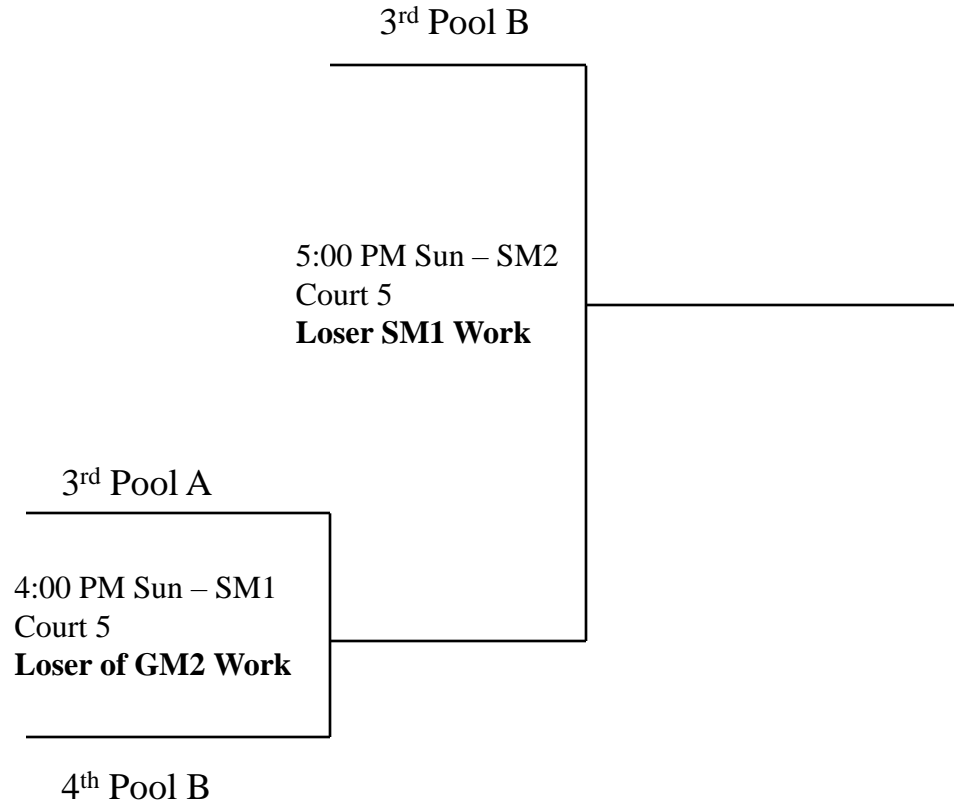 3rd Pool B
5:00 PM Sun – SM2
Court 5
Loser SM1 Work
3rd Pool A
4:00 PM Sun – SM1
Court 5
Loser of GM2 Work
4th Pool B